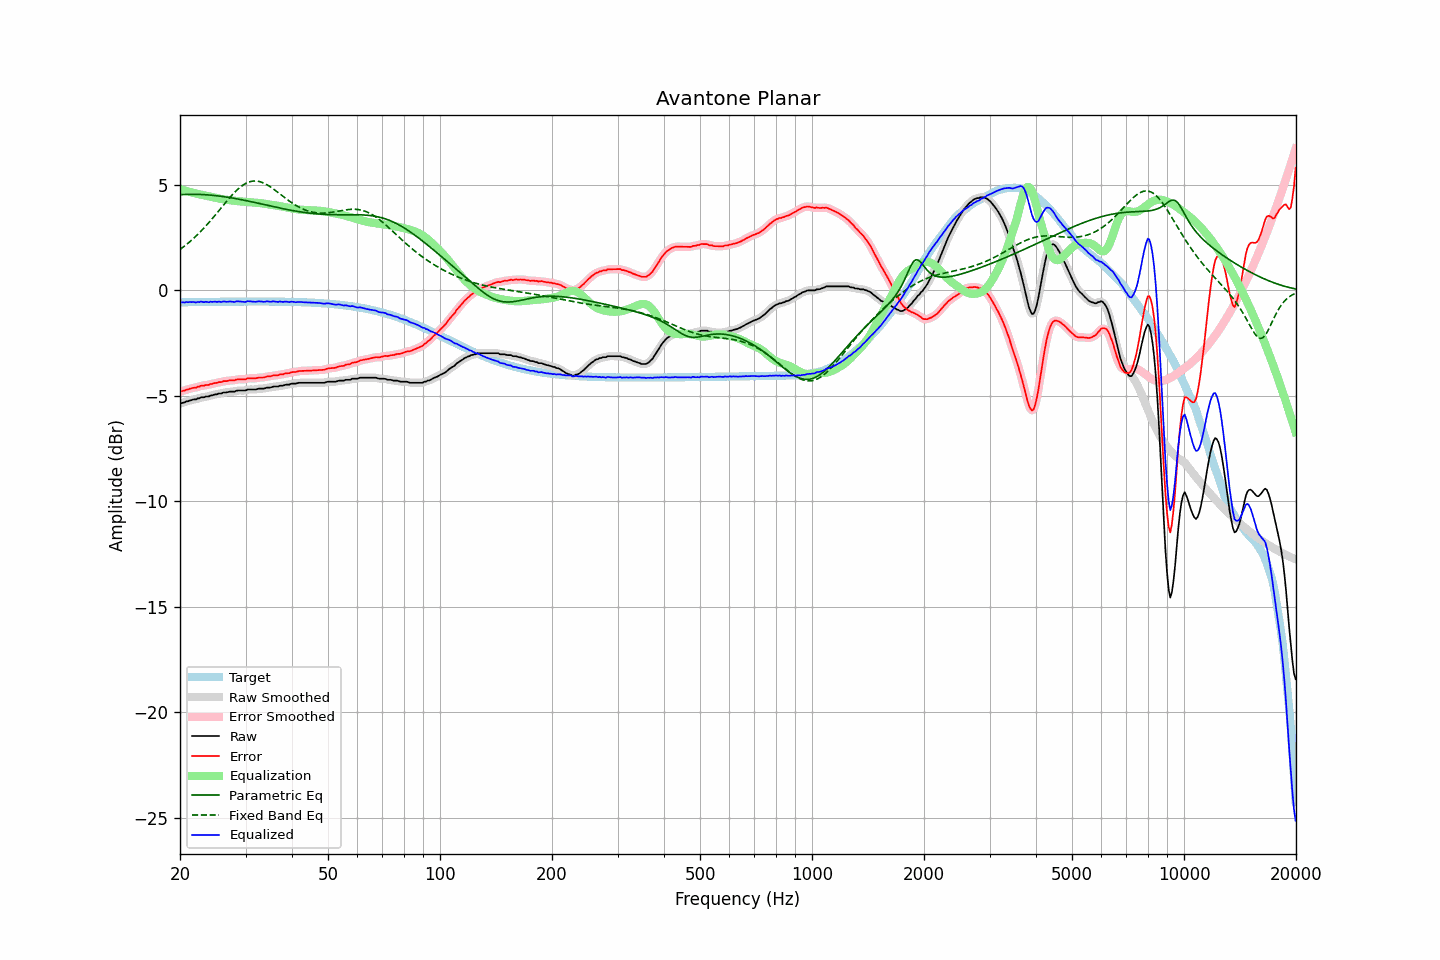 Avantone Planar
5
0
−5
−10
−15
−20
−25
Amplitude (dBr)
Target
Raw Smoothed
Error Smoothed
Raw
Error
Equalization
Parametric Eq
Fixed Band Eq
Equalized
20 50 100 200 500 1000 2000 5000 10000 20000
Frequency (Hz)